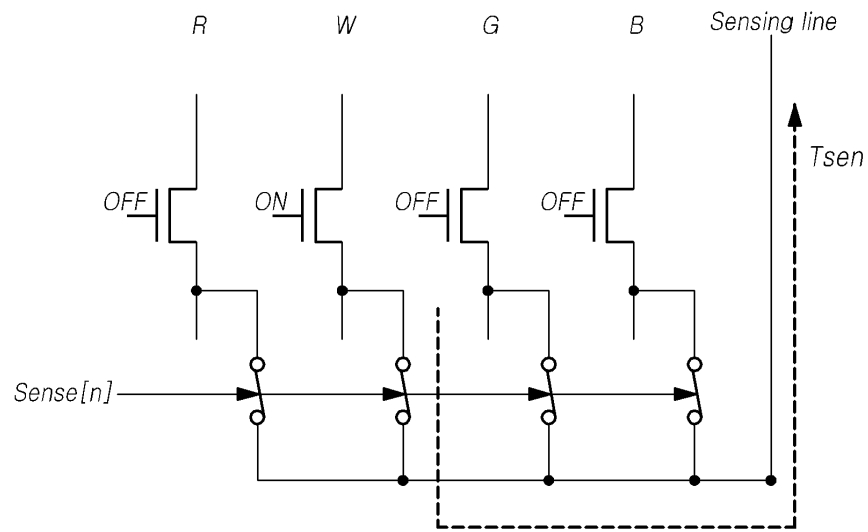 R W G B Sensing line
Tsen
OFF ON OFF OFF
Sense[n]